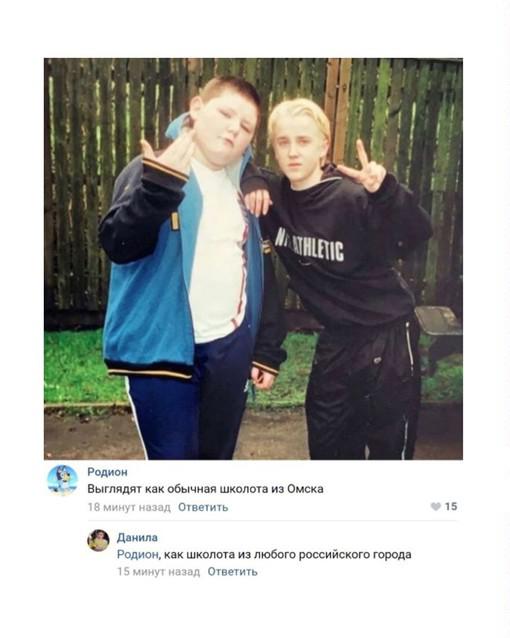 ATHLETIC
Родион
Выглядят как обычная школота из Омска
18 минут назад Ответить 15
Данила
Родион, как школота из любого российского города
15 минут назад Ответить